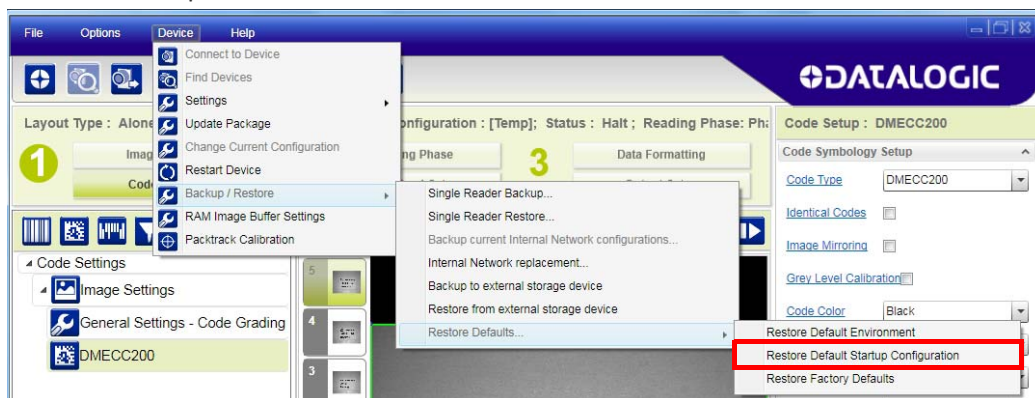 File Options Device Help
DATALOGIC
Connect to Device
Find Devices
Settings
Update Package
Change Current Configuration
Restart Device
Backup / Restore
RAM Image Buffer Settings
Packtrack Calibration
Layout Type : Alone
onfiguration : [Temp]; Status : Halt ; Reading Phase: Pha
1
Imag
Cod
ng Phase
3
Data Formatting
Single Reader Backup...
Single Reader Restore...
Backup current Internal Network configurations...
Internal Network replacement...
Backup to external storage device
Restore from external storage device
Restore Defaults...
Restore Default Environment
Restore Default Startup Configuration
Restore Factory Defaults
Code Setup : DMECC200
Code Symbology Setup
Code Type DMECC200
Identical Codes
Image Mirroring
Grey Level Calibration
Code Color Black
Code Settings
Image Settings
General Settings - Code Grading
DMECC200
5
4
3